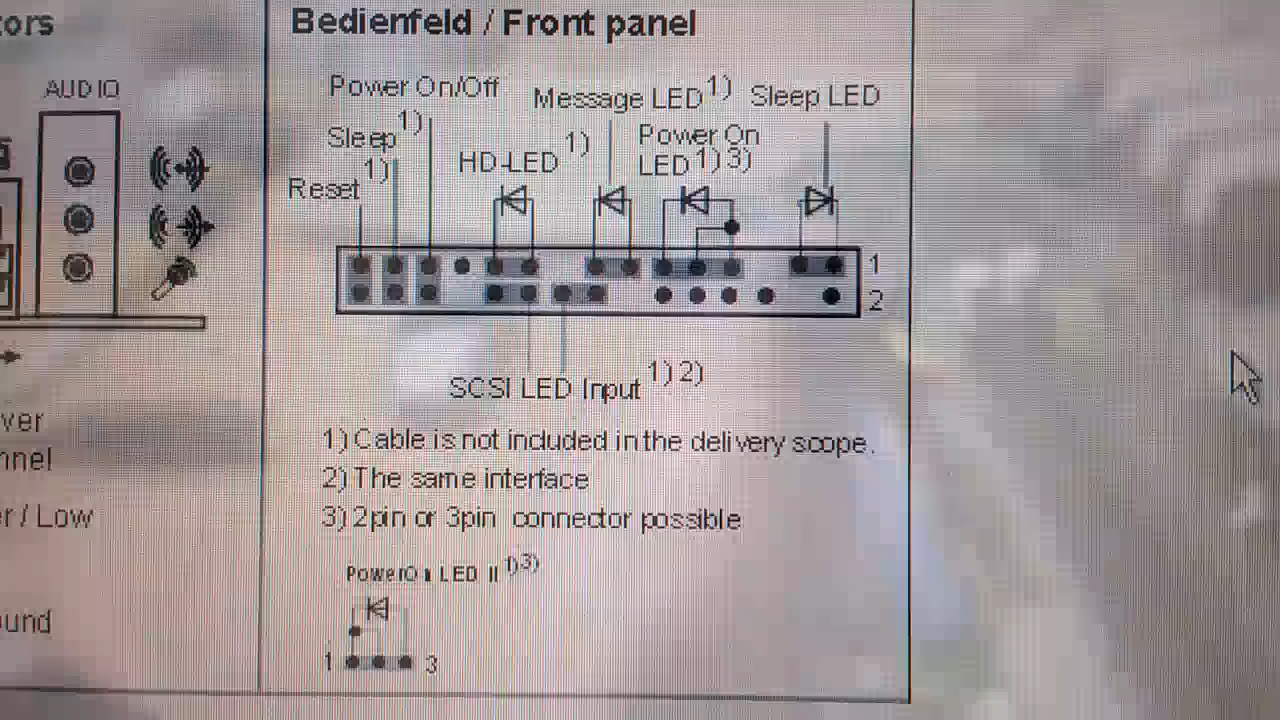 ors
AUDIO
ver
nnel
er / Low
ound
Bedienfeld / Front panel
Power On/Off
Message LED 1)
Sleep LED
Sleep 1)
HD-LED 1)
Power On
LED 1) 3)
Reset 1)
1
2
SCSI LED Input 1) 2)
1) Cable is not included in the delivery scope.
2) The same interface
3) 2pin or 3pin connector possible
PowerOn LED II 1)3)
1
3